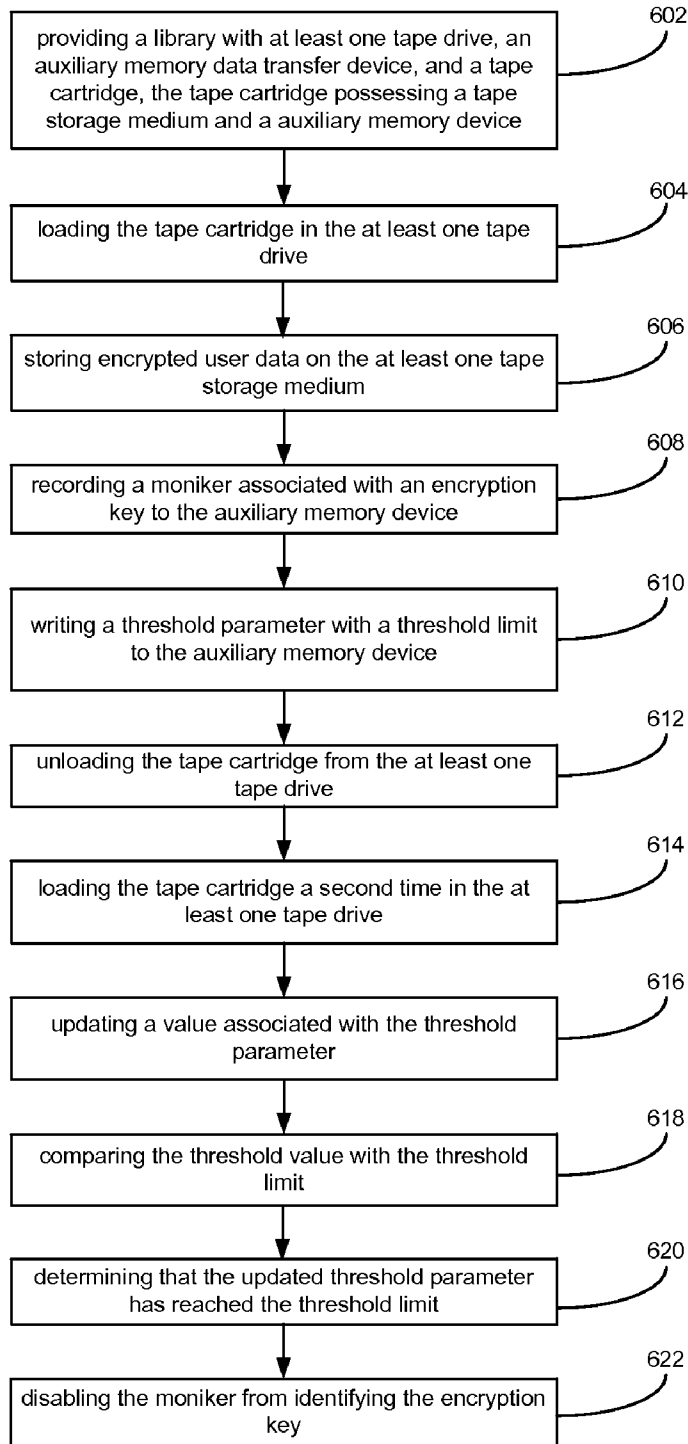 602
providing a library with at least one tape drive, an
auxiliary memory data transfer device, and a tape
cartridge, the tape cartridge possessing a tape
storage medium and a auxiliary memory device
604
loading the tape cartridge in the at least one tape
drive
606
storing encrypted user data on the at least one tape
storage medium
608
recording a moniker associated with an encryption
key to the auxiliary memory device
610
writing a threshold parameter with a threshold limit
to the auxiliary memory device
612
unloading the tape cartridge from the at least one
tape drive
614
loading the tape cartridge a second time in the at
least one tape drive
616
updating a value associated with the threshold
parameter
618
comparing the threshold value with the threshold
limit
620
determining that the updated threshold parameter
has reached the threshold limit
622
disabling the moniker from identifying the encryption
key